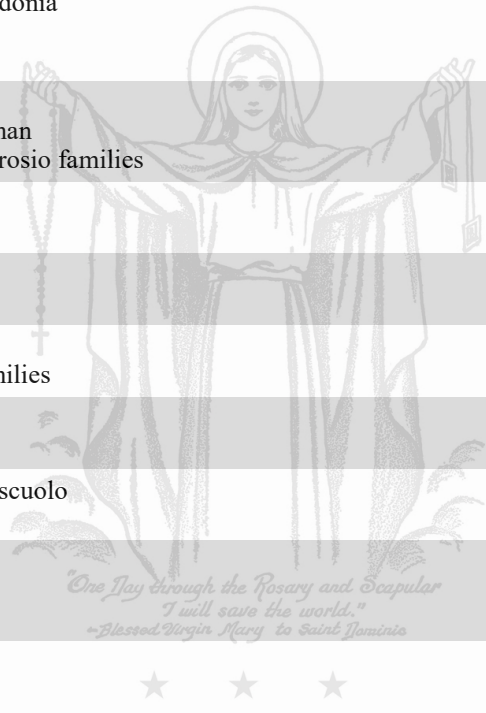 donia
nan
rosio families
nilies
scuolo
"One Day through the Rosary and Scapular
I will save the world."
~Blessed Virgin Mary to Saint Dominic